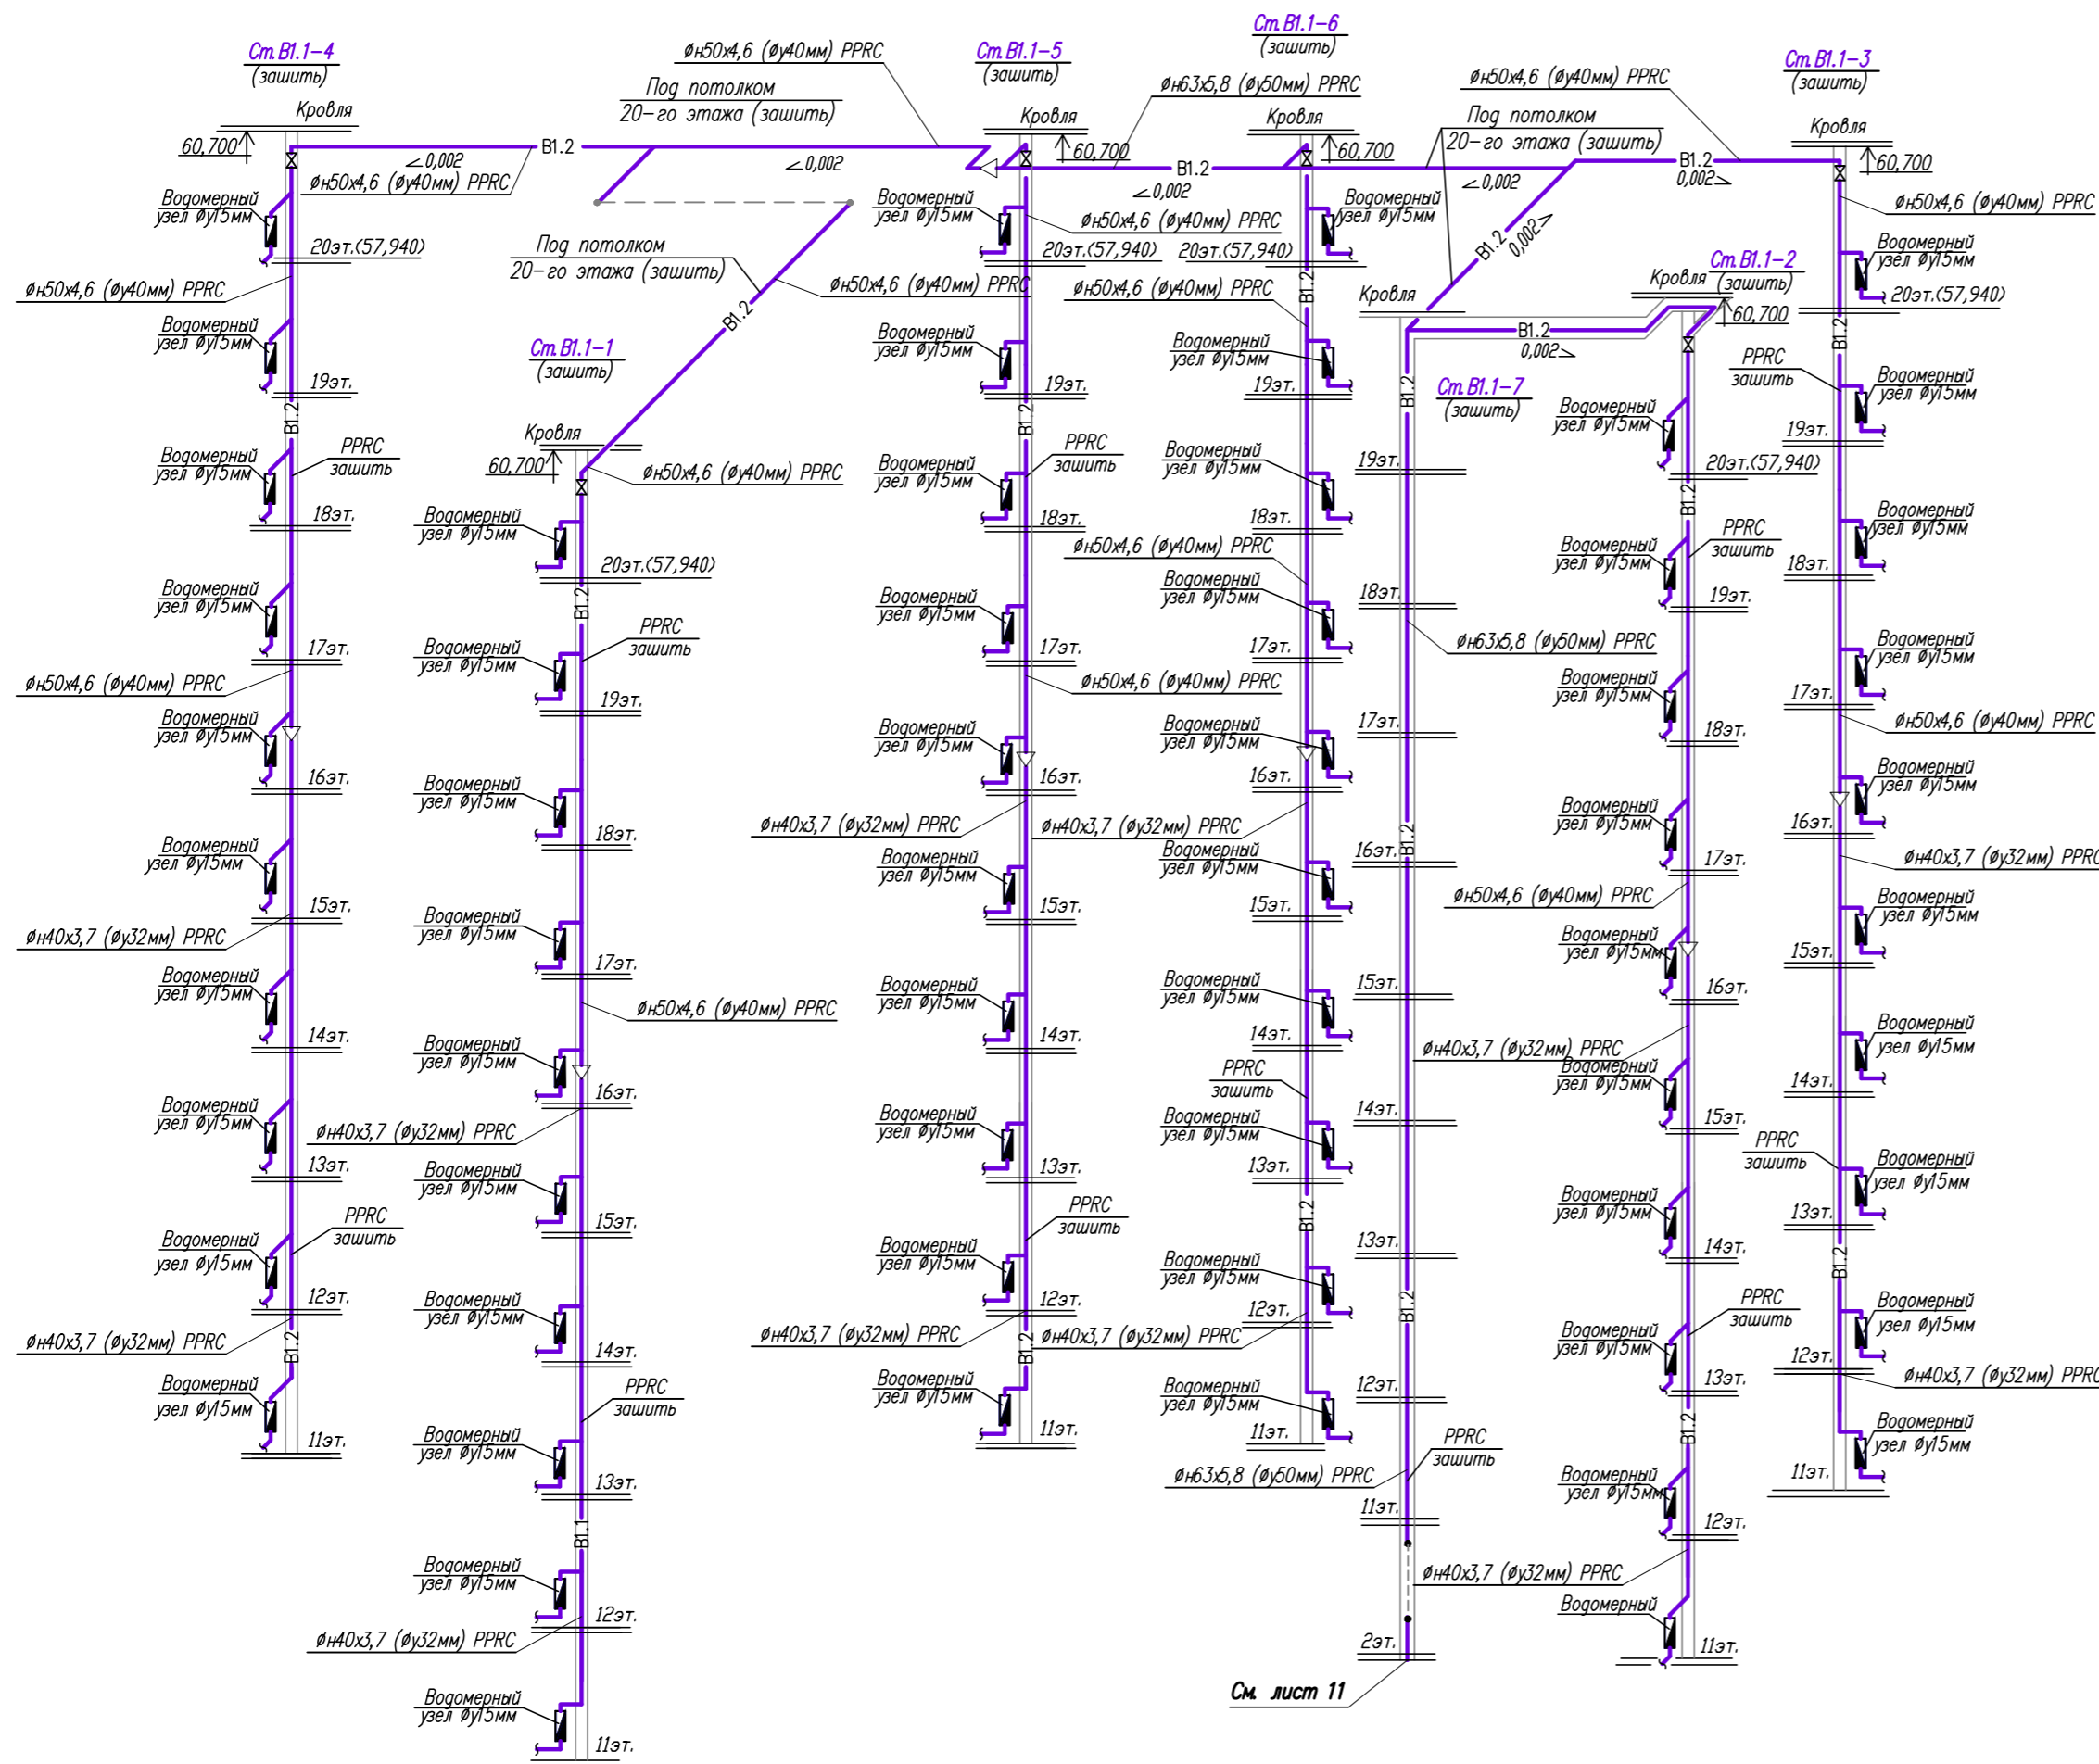 Ст.В1.1-4
(зашить)
Кровля
60,700
В1.2
0,002
øн50х4,6 (øу40мм) PPRC
Водомерный
узел øу15мм
20эт.(57,940)
øн50х4,6 (øу40мм) PPRC
Водомерный
узел øу15мм
19эт.
В1.2
Водомерный
узел øу15мм
PPRC
зашить
18эт.
Водомерный
узел øу15мм
17эт.
øн50х4,6 (øу40мм) PPRC
Водомерный
узел øу15мм
16эт.
Водомерный
узел øу15мм
15эт.
øн40х3,7 (øу32мм) PPRC
Водомерный
узел øу15мм
14эт.
Водомерный
узел øу15мм
13эт.
PPRC
зашить
Водомерный
узел øу15мм
12эт.
øн40х3,7 (øу32мм) PPRC
В1.2
Водомерный
узел øу15мм
11эт.
øн50х4,6 (øу40мм) PPRC
Под потолком
20-го этажа (зашить)
0,002
Под потолком
20-го этажа (зашить)
øн50х4,6 (øу40мм) PPRC
В1.2
Ст.В1.1-1
(зашить)
Кровля
60,700
øн50х4,6 (øу40мм) PPRC
Водомерный
узел øу15мм
20эт.(57,940)
В1.2
PPRC
зашить
Водомерный
узел øу15мм
19эт.
Водомерный
узел øу15мм
18эт.
Водомерный
узел øу15мм
17эт.
øн50х4,6 (øу40мм) PPRC
Водомерный
узел øу15мм
16эт.
øн40х3,7 (øу32мм) PPRC
Водомерный
узел øу15мм
15эт.
Водомерный
узел øу15мм
14эт.
PPRC
зашить
Водомерный
узел øу15мм
13эт.
В1.1
Водомерный
узел øу15мм
12эт.
øн40х3,7 (øу32мм) PPRC
Водомерный
узел øу15мм
11эт.
Ст.В1.1-5
(зашить)
Кровля
60,700
Водомерный
узел øу15мм
øн50х4,6 (øу40мм) PPRC
20эт.(57,940)
Водомерный
узел øу15мм
19эт.
В1.2
PPRC
зашить
Водомерный
узел øу15мм
18эт.
Водомерный
узел øу15мм
17эт.
øн50х4,6 (øу40мм) PPRC
Водомерный
узел øу15мм
16эт.
øн40х3,7 (øу32мм) PPRC
Водомерный
узел øу15мм
15эт.
Водомерный
узел øу15мм
14эт.
Водомерный
узел øу15мм
13эт.
PPRC
зашить
Водомерный
узел øу15мм
12эт.
øн40х3,7 (øу32мм) PPRC
В1.2
Водомерный
узел øу15мм
11эт.
Ст.В1.1-6
(зашить)
øн63х5,8 (øу50мм) PPRC
Кровля
60,700
В1.2
0,002
Водомерный
узел øу15мм
20эт.(57,940)
В1.2
øн50х4,6 (øу40мм) PPRC
Водомерный
узел øу15мм
19эт.
Водомерный
узел øу15мм
18эт.
øн50х4,6 (øу40мм) PPRC
Водомерный
узел øу15мм
17эт.
Водомерный
узел øу15мм
16эт.
øн40х3,7 (øу32мм) PPRC
Водомерный
узел øу15мм
15эт.
Водомерный
узел øу15мм
14эт.
PPRC
зашить
Водомерный
узел øу15мм
13эт.
В1.2
Водомерный
узел øу15мм
12эт.
øн40х3,7 (øу32мм) PPRC
Водомерный
узел øу15мм
11эт.
øн50х4,6 (øу40мм) PPRC
Под потолком
20-го этажа (зашить)
0,002
В1.2
0,002
Кровля
В1.2
0,002
В1.2
Ст.В1.1-7
(зашить)
19эт.
18эт.
øн63х5,8 (øу50мм) PPRC
17эт.
В1.2
16эт.
15эт.
14эт.
13эт.
В1.2
12эт.
PPRC
зашить
øн63х5,8 (øу50мм) PPRC
11эт.
2эт.
См. лист 11
Ст.В1.1-2
(зашить)
Кровля
60,700
Водомерный
узел øу15мм
20эт.(57,940)
В1.2
PPRC
зашить
Водомерный
узел øу15мм
19эт.
Водомерный
узел øу15мм
18эт.
Водомерный
узел øу15мм
17эт.
øн50х4,6 (øу40мм) PPRC
Водомерный
узел øу15мм
16эт.
øн40х3,7 (øу32мм) PPRC
Водомерный
узел øу15мм
15эт.
Водомерный
узел øу15мм
14эт.
PPRC
зашить
Водомерный
узел øу15мм
13эт.
В1.2
Водомерный
узел øу15мм
12эт.
øн40х3,7 (øу32мм) PPRC
Водомерный
11эт.
Ст.В1.1-3
(зашить)
Кровля
В1.2
0,002
60,700
øн50х4,6 (øу40мм) PPRC
Водомерный
узел øу15мм
20эт.(57,940)
В1.2
PPRC
зашить
Водомерный
узел øу15мм
19эт.
Водомерный
узел øу15мм
18эт.
Водомерный
узел øу15мм
17эт.
øн50х4,6 (øу40мм) PPRC
Водомерный
узел øу15мм
16эт.
øн40х3,7 (øу32мм) PPRC
Водомерный
узел øу15мм
15эт.
Водомерный
узел øу15мм
14эт.
PPRC
зашить
Водомерный
узел øу15мм
13эт.
В1.2
Водомерный
узел øу15мм
12эт.
øн40х3,7 (øу32мм) PPRC
Водомерный
узел øу15мм
11эт.